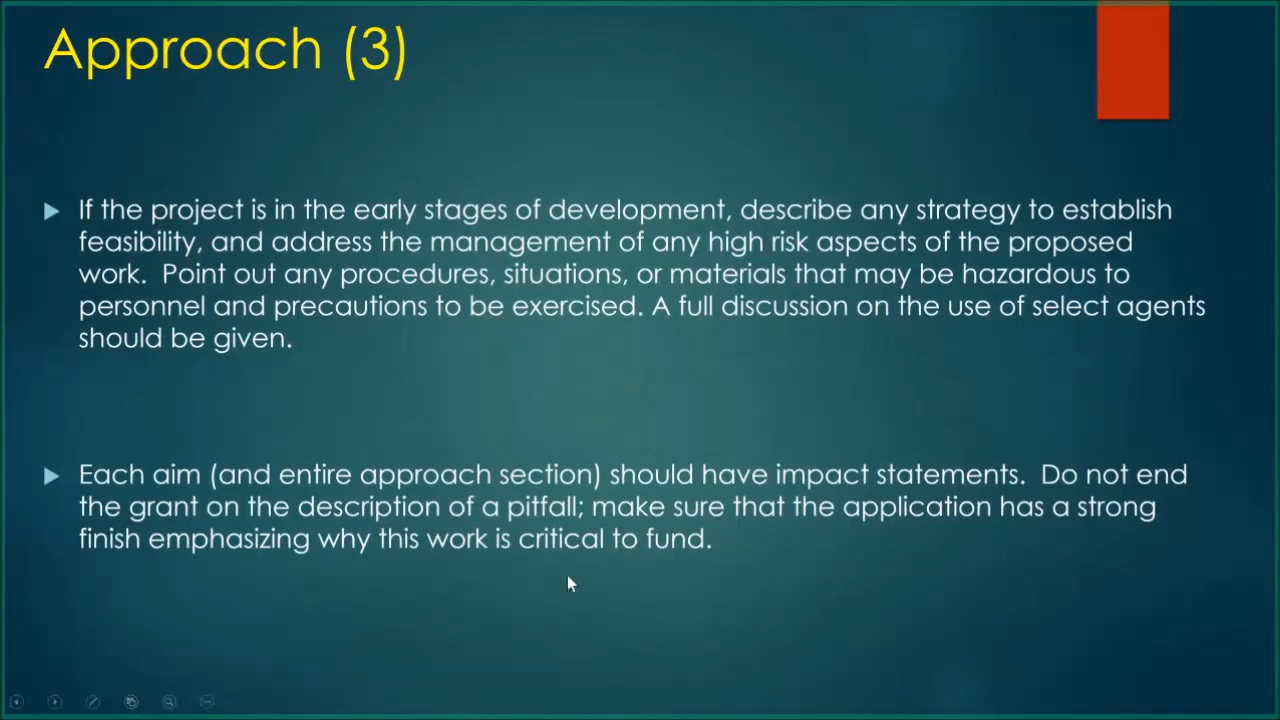 Approach (3)
If the project is in the early stages of development, describe any strategy to establish
feasibility, and address the management of any high risk aspects of the proposed
work.  Point out any procedures, situations, or materials that may be hazardous to
personnel and precautions to be exercised. A full discussion on the use of select agents
should be given.
Each aim (and entire approach section) should have impact statements.  Do not end
the grant on the description of a pitfall; make sure that the application has a strong
finish emphasizing why this work is critical to fund.